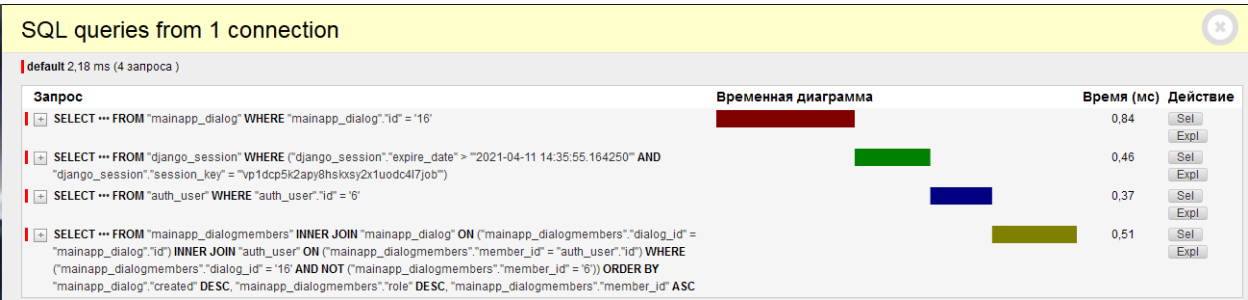 SQL queries from 1 connection
default 2,18 ms (4 запроса )
Запрос Временная диаграмма Время (мс) Действие
+ SELECT ••• FROM "mainapp_dialog" WHERE "mainapp_dialog"."id" = '16' 0,84 Sel
Expl
+ SELECT ••• FROM "django_session" WHERE ("django_session"."expire_date" > '"2021-04-11 14:35:55.164250"' AND 0,46 Sel
"django_session"."session_key" = '"vp1dcp5k2apy8hskxsy2x1uodc4l7job"') Expl
+ SELECT ••• FROM "auth_user" WHERE "auth_user"."id" = '6' 0,37 Sel
Expl
+ SELECT ••• FROM "mainapp_dialogmembers" INNER JOIN "mainapp_dialog" ON ("mainapp_dialogmembers"."dialog_id" = 0,51 Sel
"mainapp_dialog"."id") INNER JOIN "auth_user" ON ("mainapp_dialogmembers"."member_id" = "auth_user"."id") WHERE Expl
("mainapp_dialogmembers"."dialog_id" = '16' AND NOT ("mainapp_dialogmembers"."member_id" = '6')) ORDER BY
"mainapp_dialog"."created" DESC, "mainapp_dialogmembers"."role" DESC, "mainapp_dialogmembers"."member_id" ASC